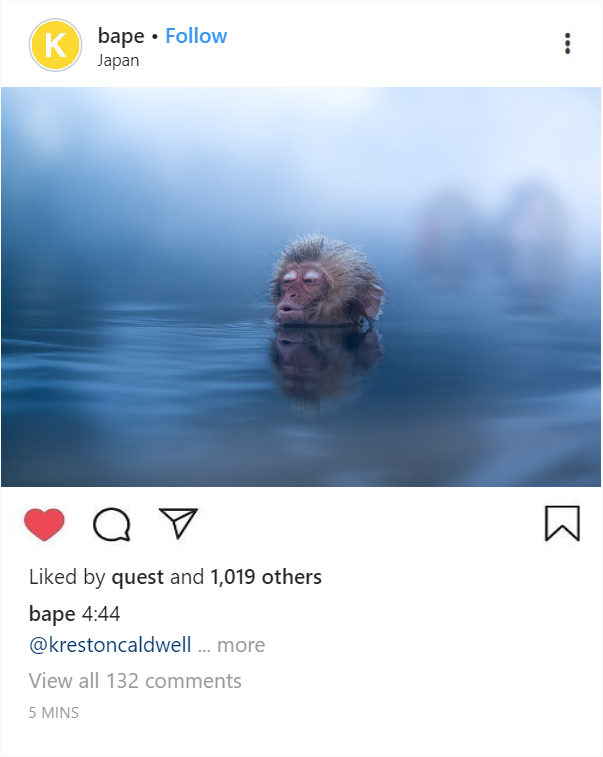 K
bape • Follow
Japan
Liked by quest and 1,019 others
bape 4:44
@krestoncaldwell ... more
View all 132 comments
5 MINS